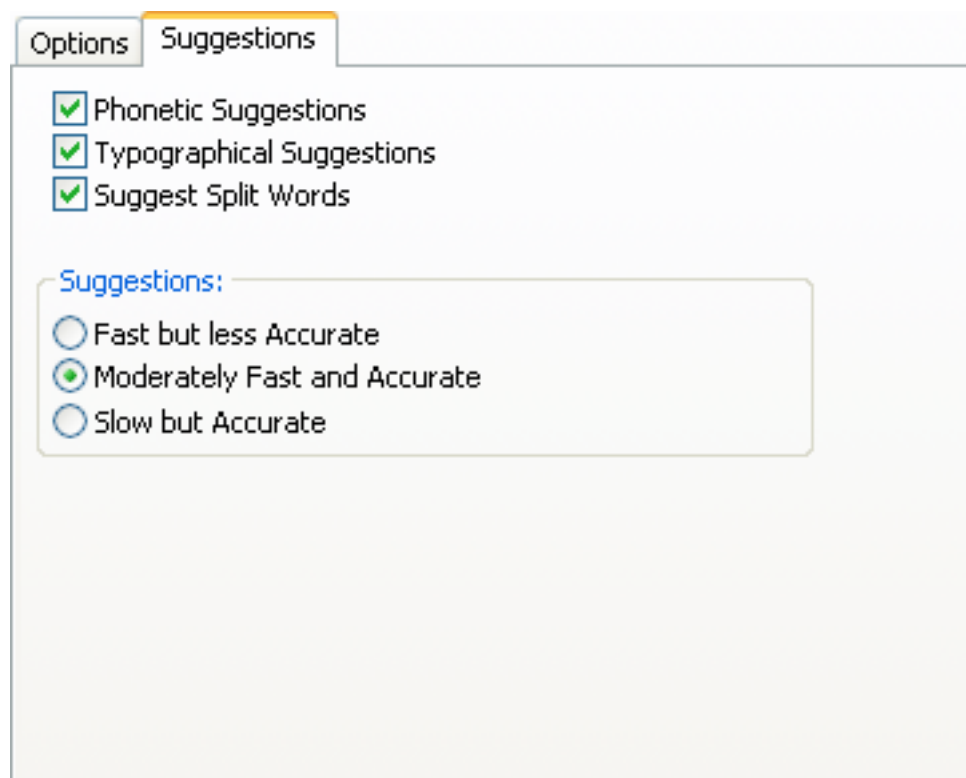 Options Suggestions
Phonetic Suggestions
Typographical Suggestions
Suggest Split Words
Suggestions:
Fast but less Accurate
Moderately Fast and Accurate
Slow but Accurate